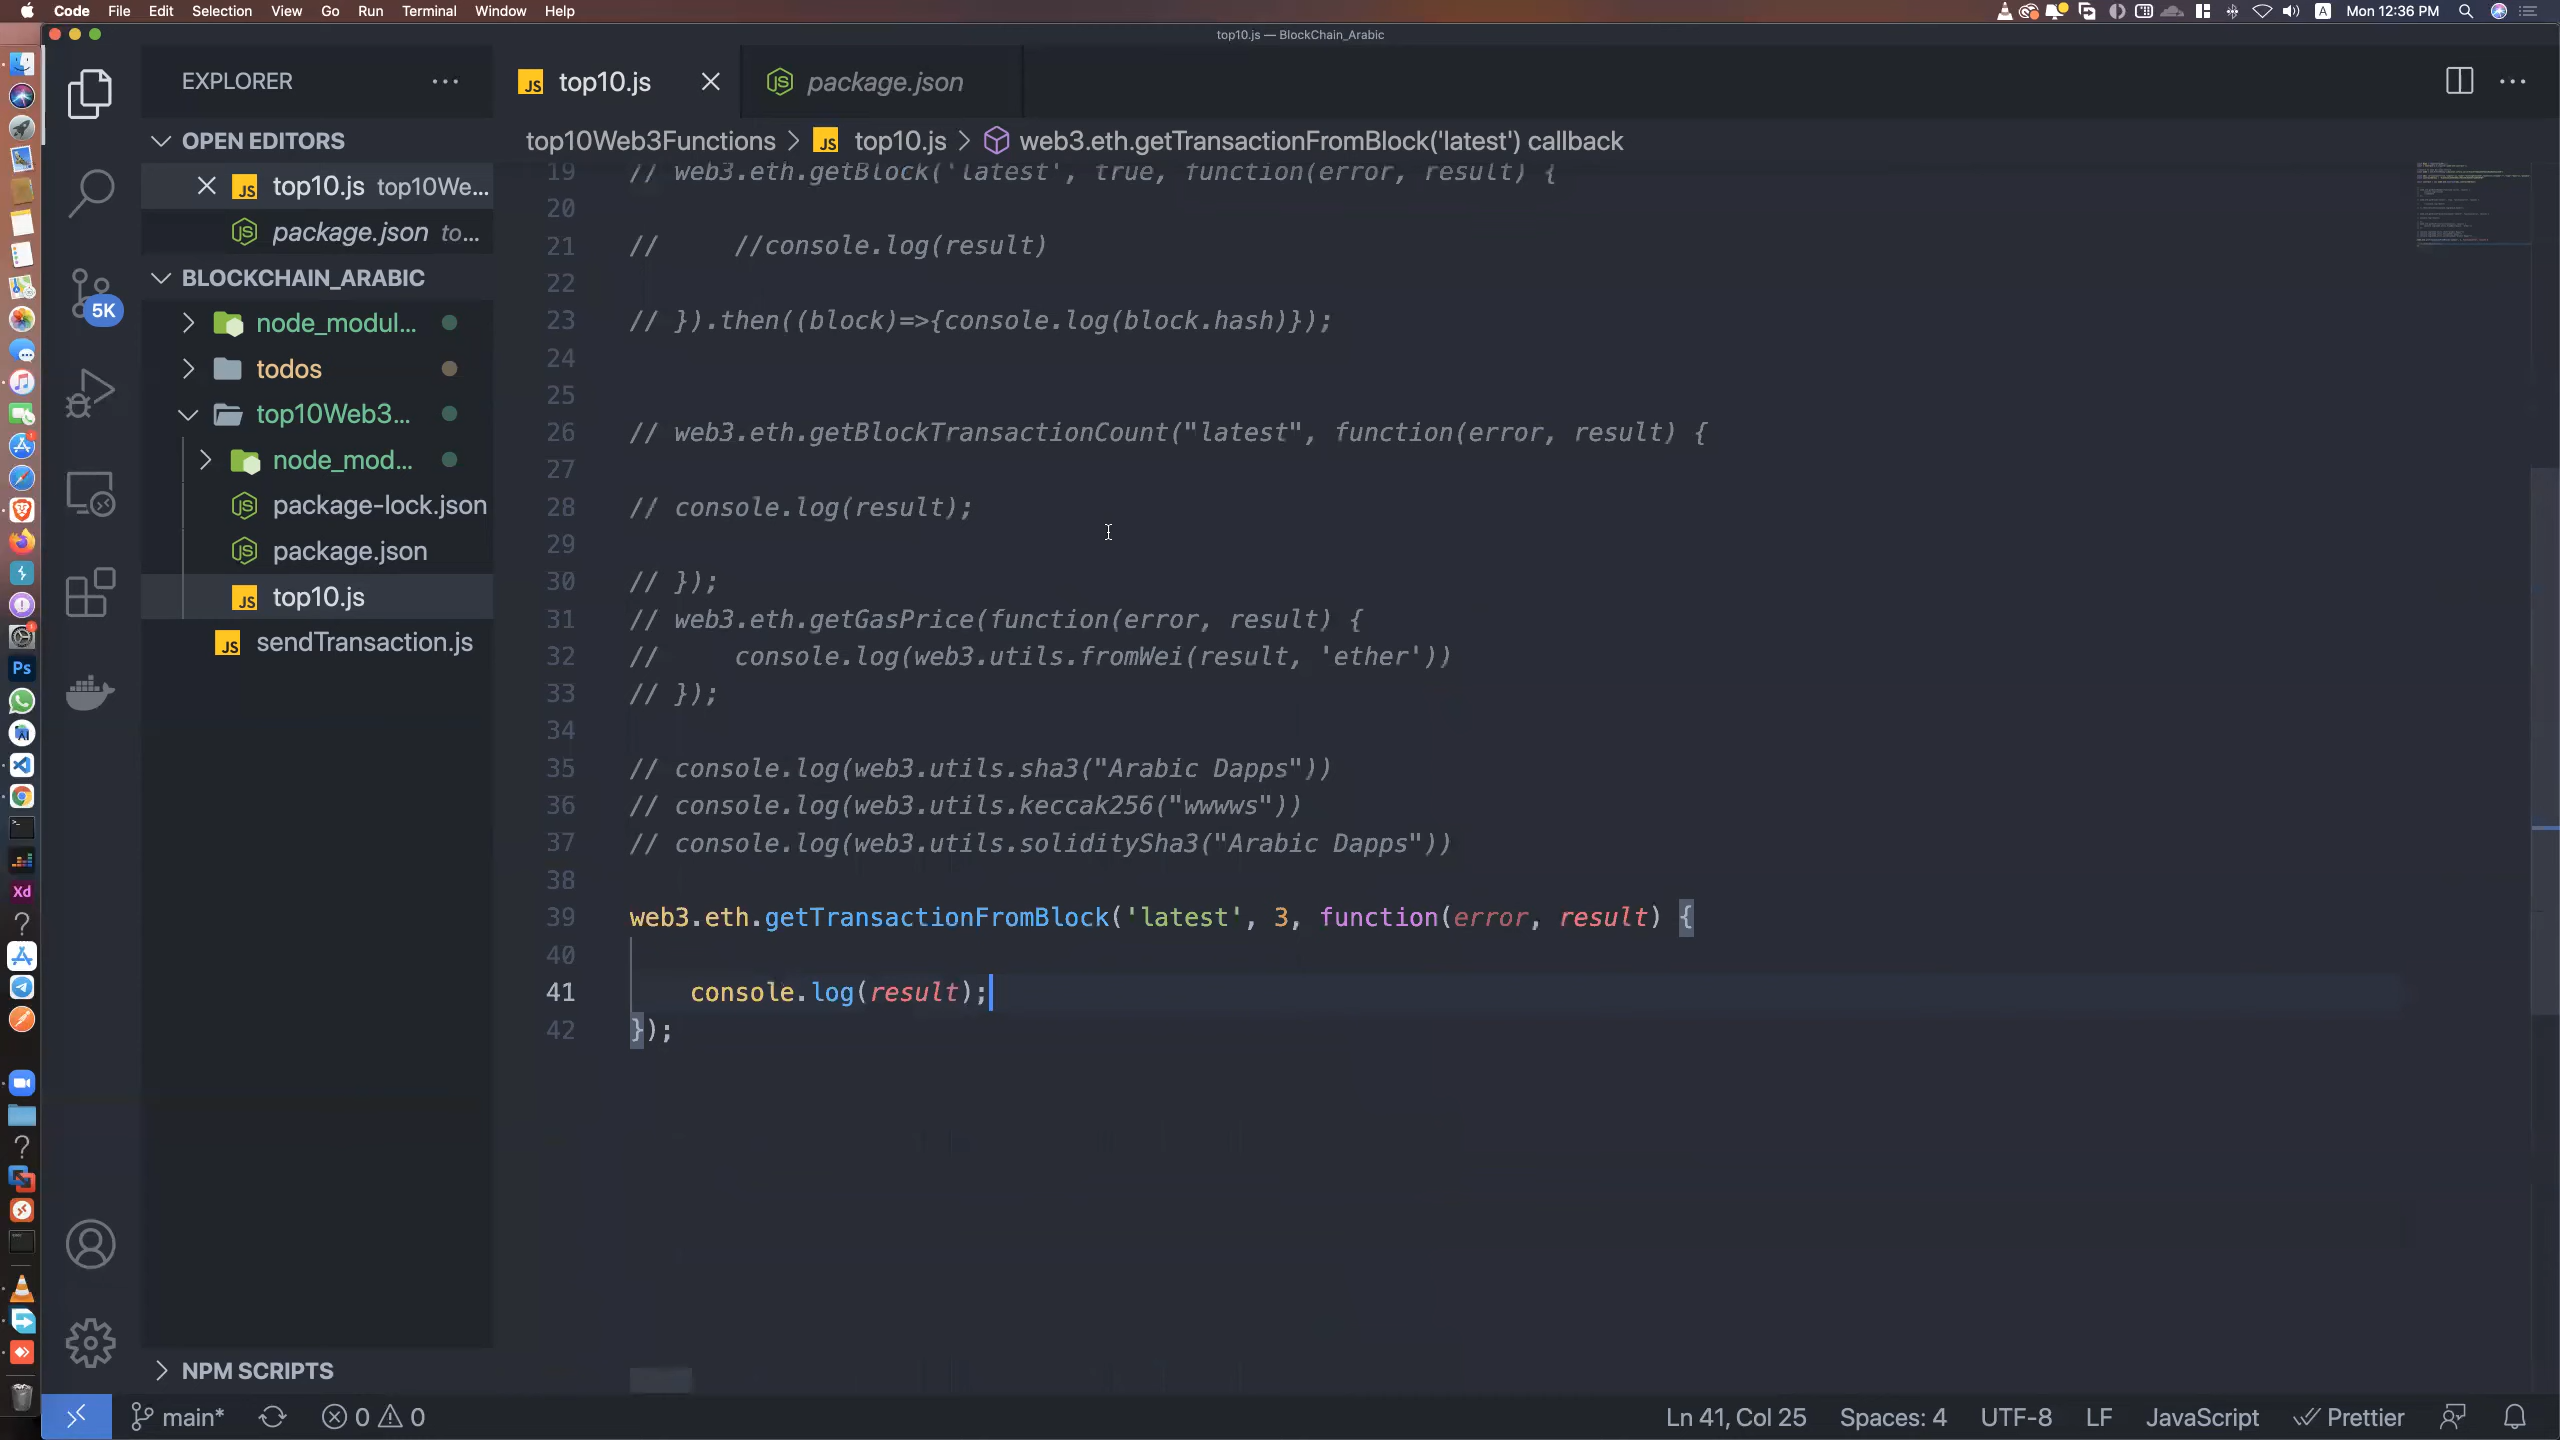 Code File Edit Selection View Go Run Terminal Window Help
A Mon 12:36 PM
top10.js — BlockChain_Arabic
EXPLORER
top10.js
package.json
OPEN EDITORS
top10Web3Functions > top10.js > web3.eth.getTransactionFromBlock('latest') callback
top10.js top10We...
package.json to...
BLOCKCHAIN_ARABIC
5K
node_modul...
todos
top10Web3...
node_mod...
package-lock.json
package.json
top10.js
sendTransaction.js
NPM SCRIPTS
Ps
Xd
19 // web3.eth.getBlock('latest', true, function(error, result) {
20
21 //     //console.log(result)
22
23 // }).then((block)=>{console.log(block.hash)});
24
25
26 // web3.eth.getBlockTransactionCount("latest", function(error, result) {
27
28 // console.log(result);
29
30 // });
31 // web3.eth.getGasPrice(function(error, result) {
32 //     console.log(web3.utils.fromWei(result, 'ether'))
33 // });
34
35 // console.log(web3.utils.sha3("Arabic Dapps"))
36 // console.log(web3.utils.keccak256("wwwws"))
37 // console.log(web3.utils.soliditySha3("Arabic Dapps"))
38
39 web3.eth.getTransactionFromBlock('latest', 3, function(error, result) {
40
41     console.log(result);
42 });
main* 0 0 Ln 41, Col 25 Spaces: 4 UTF-8 LF JavaScript Prettier